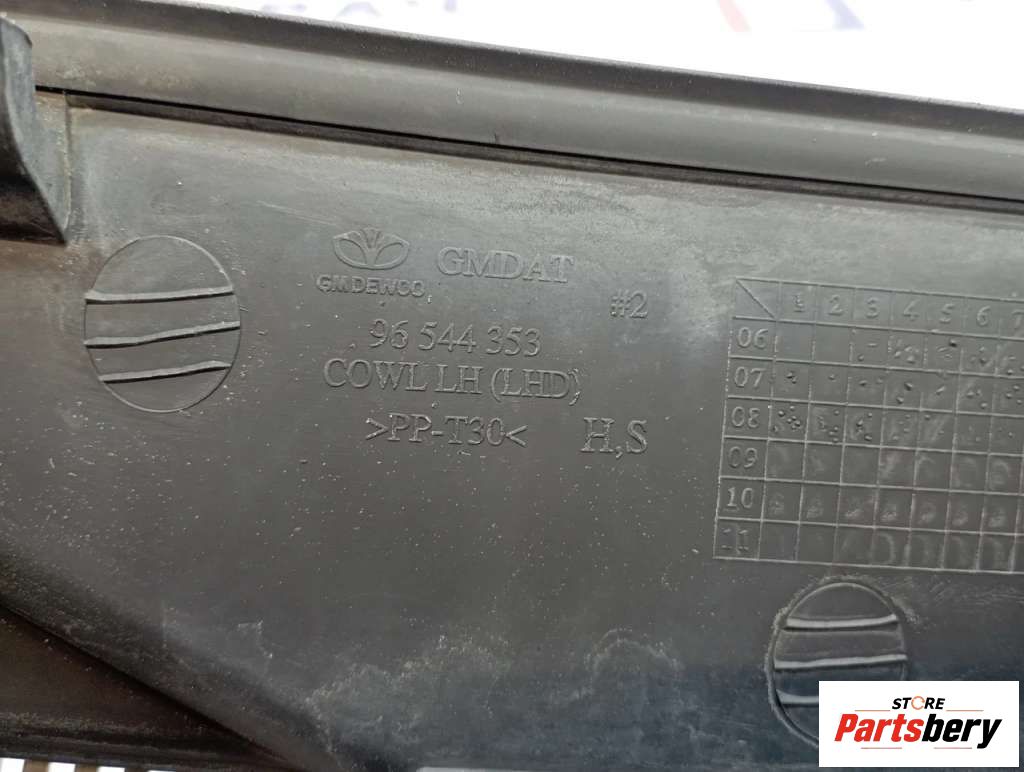 GMDAT
GMDEWOO
#2
96 544 353
COWL LH (LHD)
>PP-T30< H,S
1 2 3 4 5 6 7
06
07
08
09
10
11
STORE
Partsbery